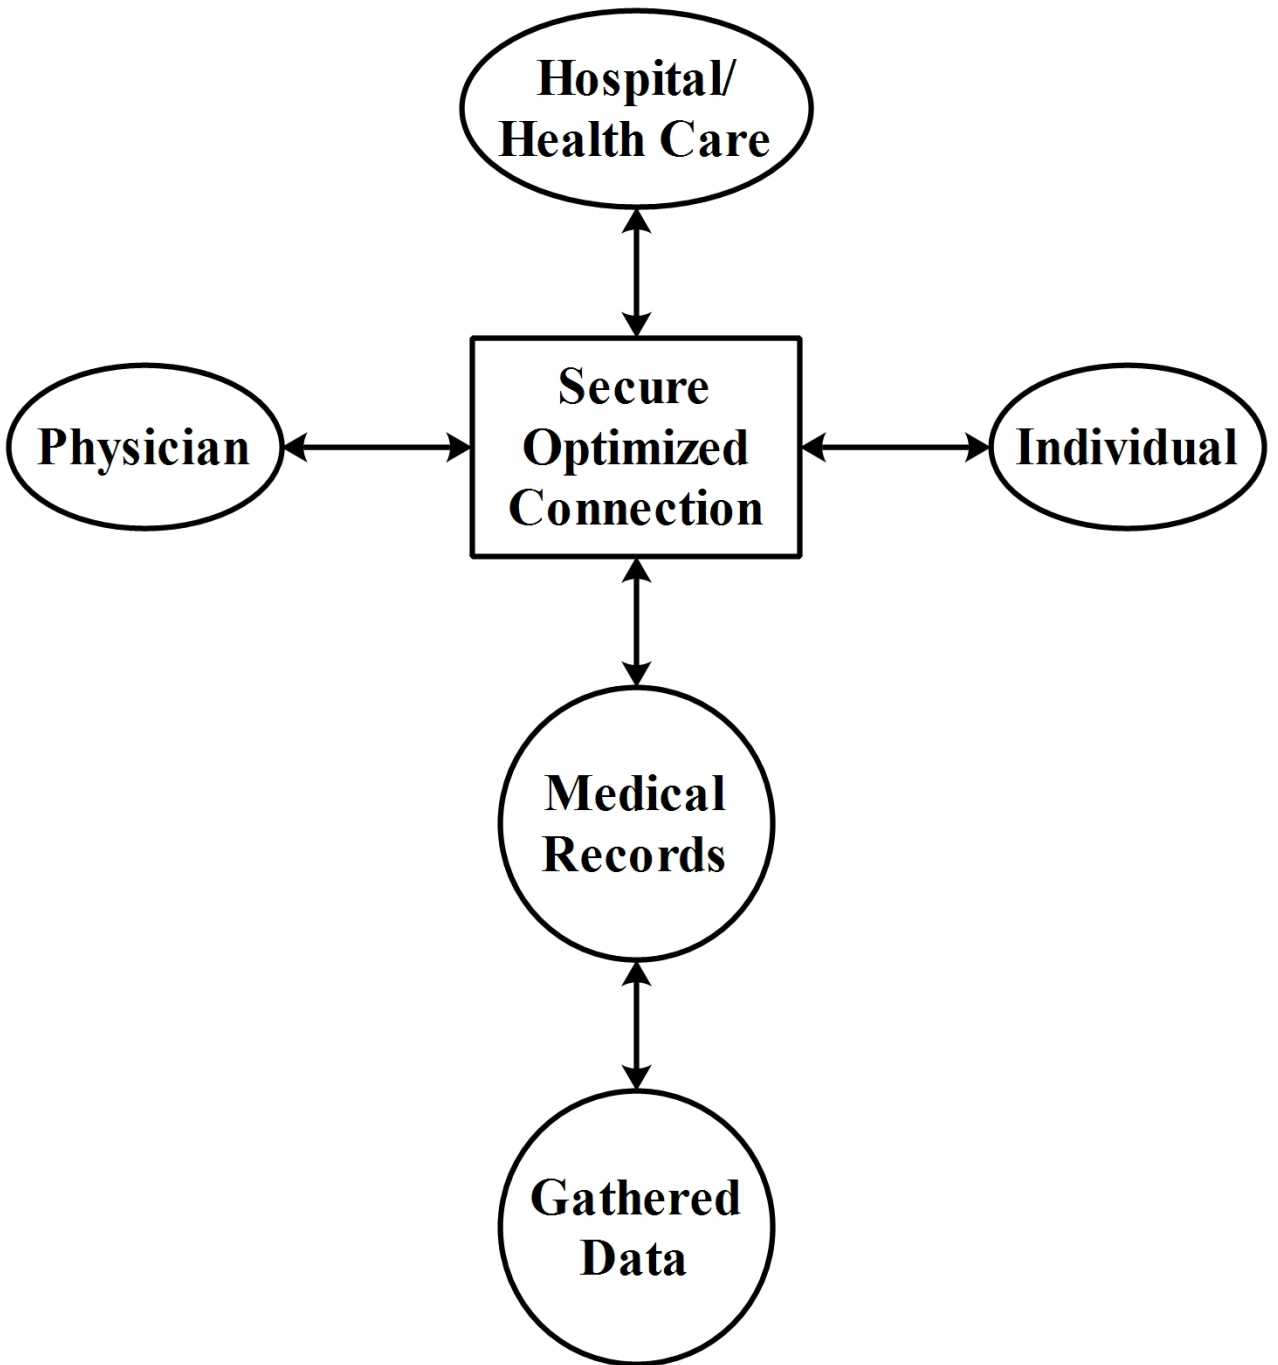 Hospital/
Health Care
Physician
Secure
Optimized
Connection
Individual
Medical
Records
Gathered
Data